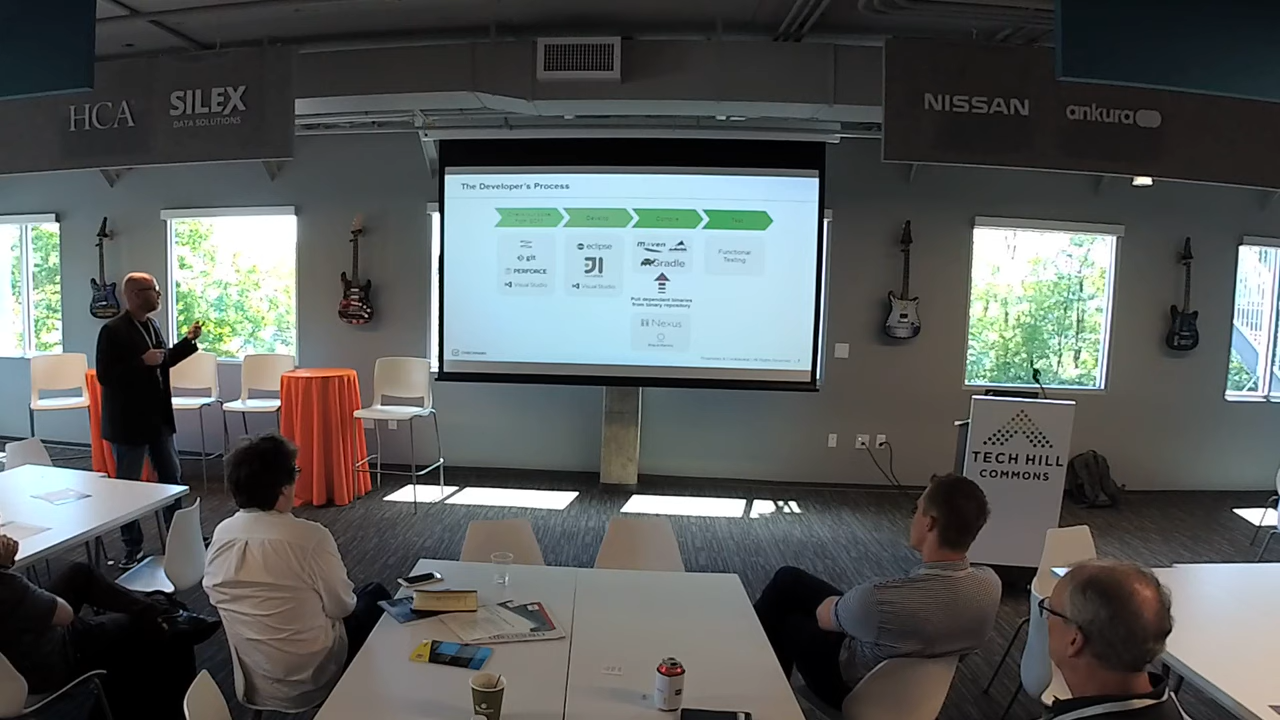 HCA
SILEX
DATA SOLUTIONS
NISSAN
ankura
The Developer's Process
Develop
Compile
Test
git
PERFORCE
Visual Studio
eclipse
Visual Studio
Maven
Gradle
Pull dependent binaries
from binary repository
Nexus
Functional
Testing
TECH HILL
COMMONS